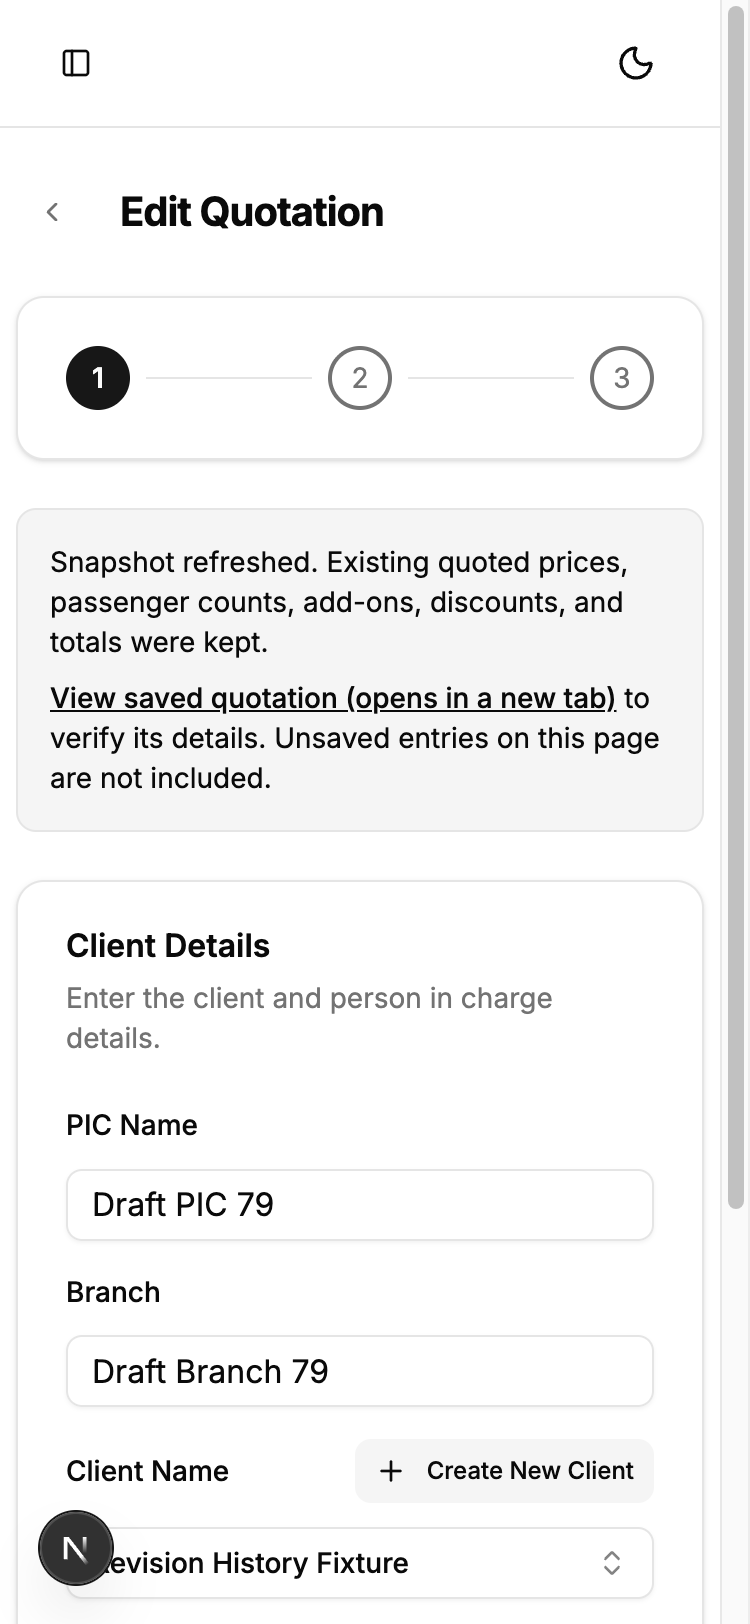 Edit Quotation
1
2
3
Snapshot refreshed. Existing quoted prices,
passenger counts, add-ons, discounts, and
totals were kept.
View saved quotation (opens in a new tab) to
verify its details. Unsaved entries on this page
are not included.
Client Details
Enter the client and person in charge
details.
PIC Name
Draft PIC 79
Branch
Draft Branch 79
Client Name
+ Create New Client
N
evision History Fixture